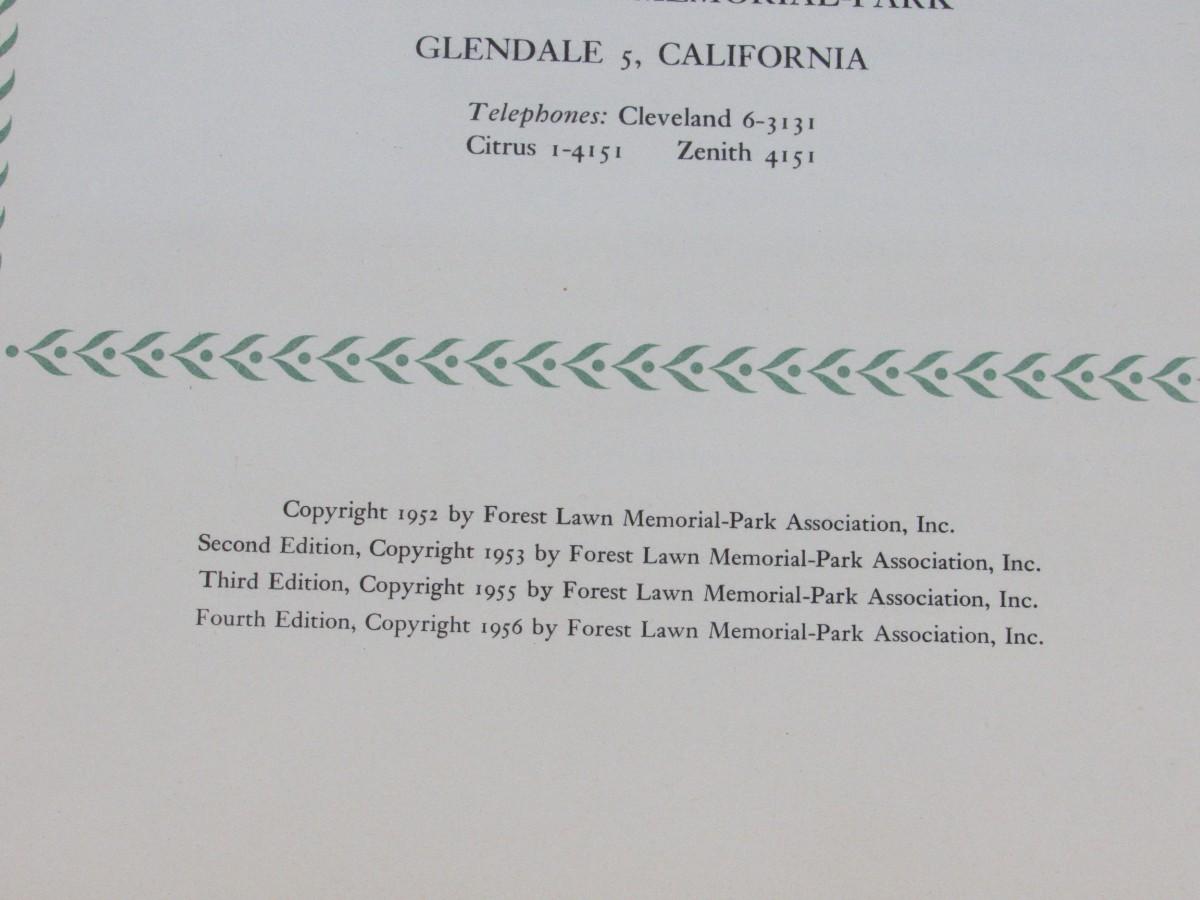 MEMORIAL-PARK
GLENDALE 5, CALIFORNIA
Telephones: Cleveland 6-3131
Citrus 1-4151 Zenith 4151
Copyright 1952 by Forest Lawn Memorial-Park Association, Inc.
Second Edition, Copyright 1953 by Forest Lawn Memorial-Park Association, Inc.
Third Edition, Copyright 1955 by Forest Lawn Memorial-Park Association, Inc.
Fourth Edition, Copyright 1956 by Forest Lawn Memorial-Park Association, Inc.